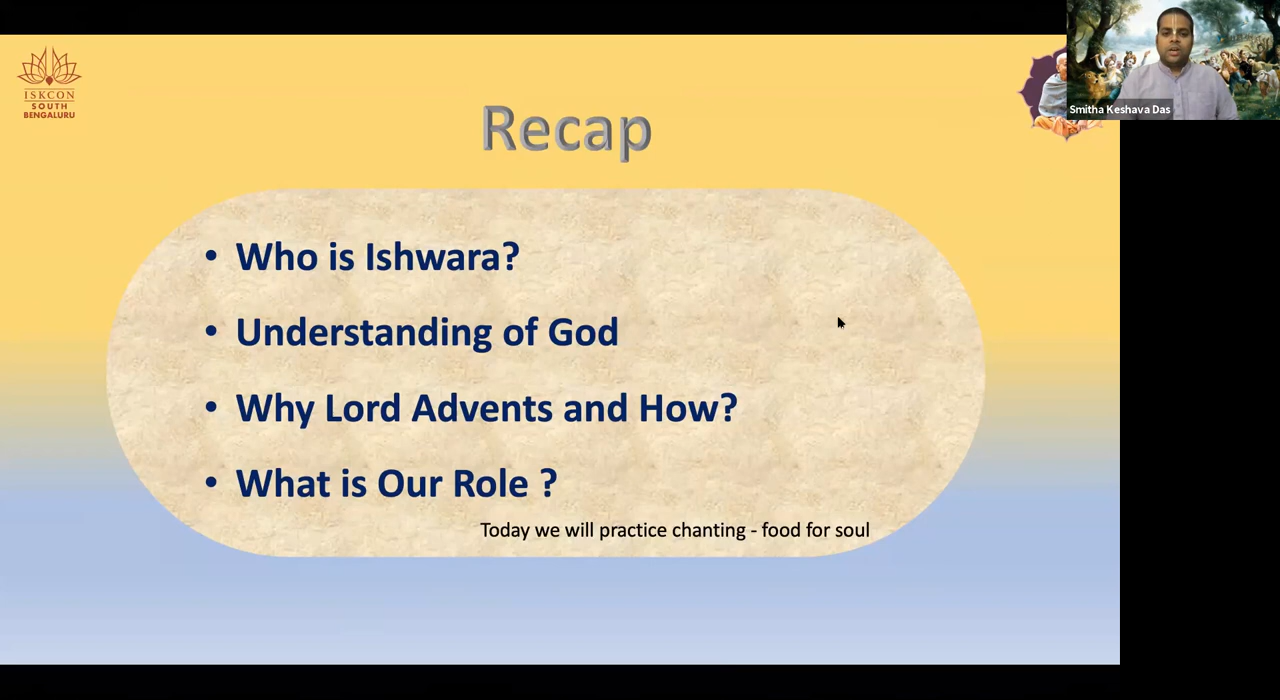 ISKCON
SOUTH
BENGALURU
Smitha Keshava Das
Recap
• Who is Ishwara?
• Understanding of God
• Why Lord Advents and How?
• What is Our Role ?
Today we will practice chanting - food for soul